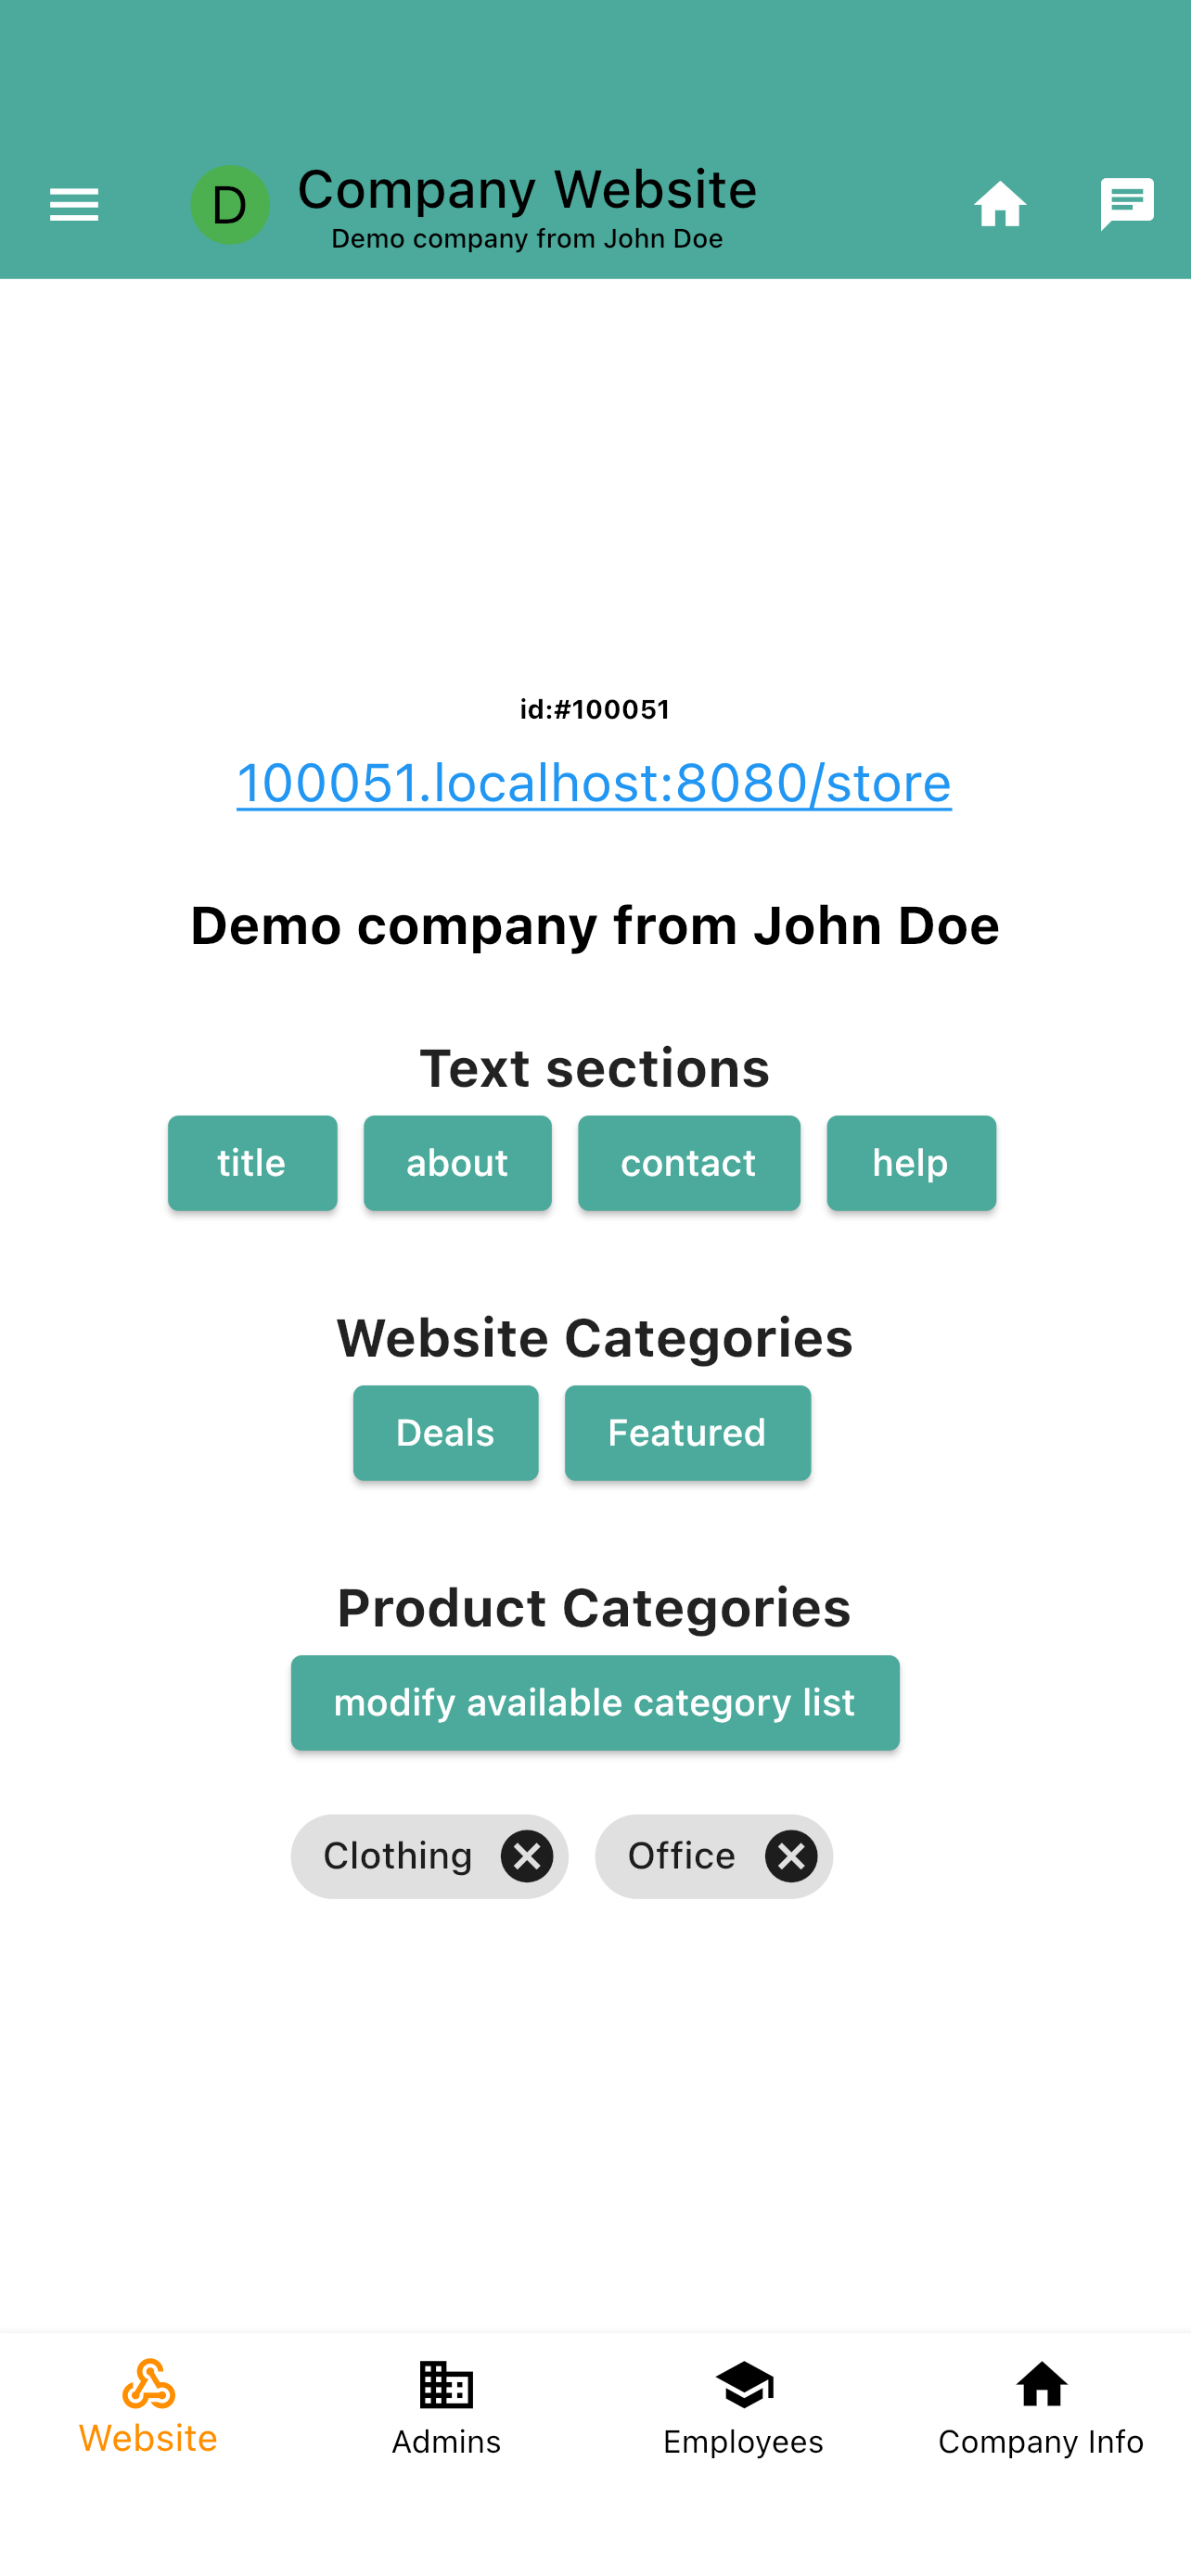 D
Company Website
Demo company from John Doe
id:#100051
100051.localhost:8080/store
Demo company from John Doe
Text sections
title about contact help
Website Categories
Deals Featured
Product Categories
modify available category list
Clothing Office
Website Admins Employees Company Info